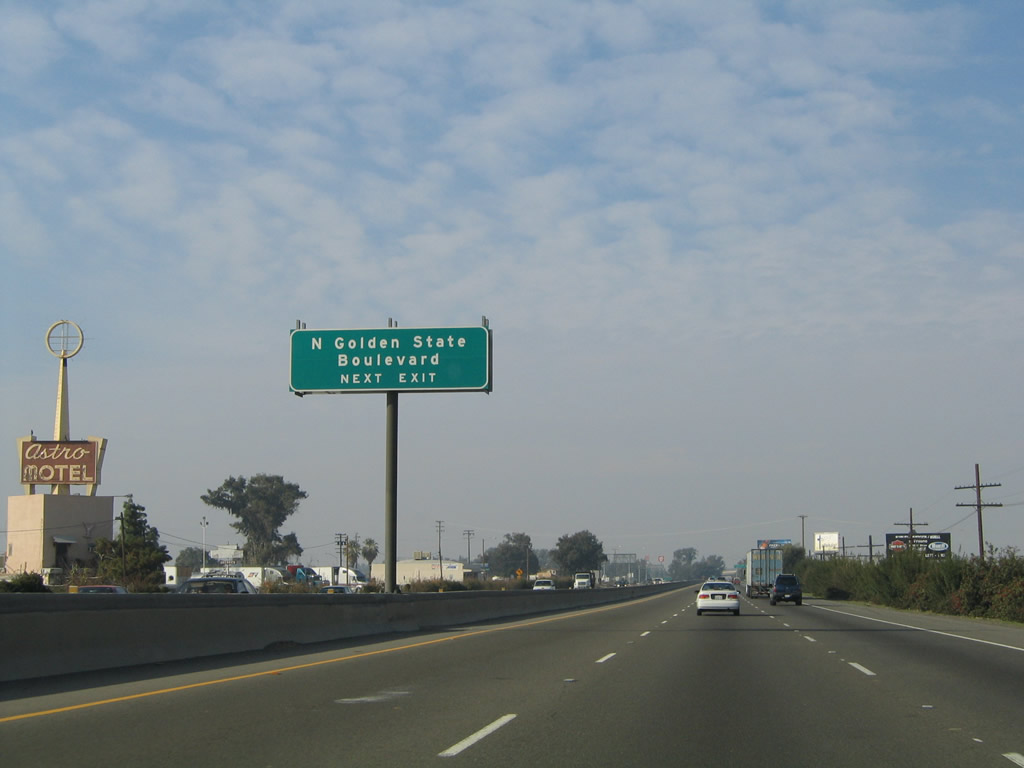 N Golden State
Boulevard
NEXT EXIT
Astro
MOTEL